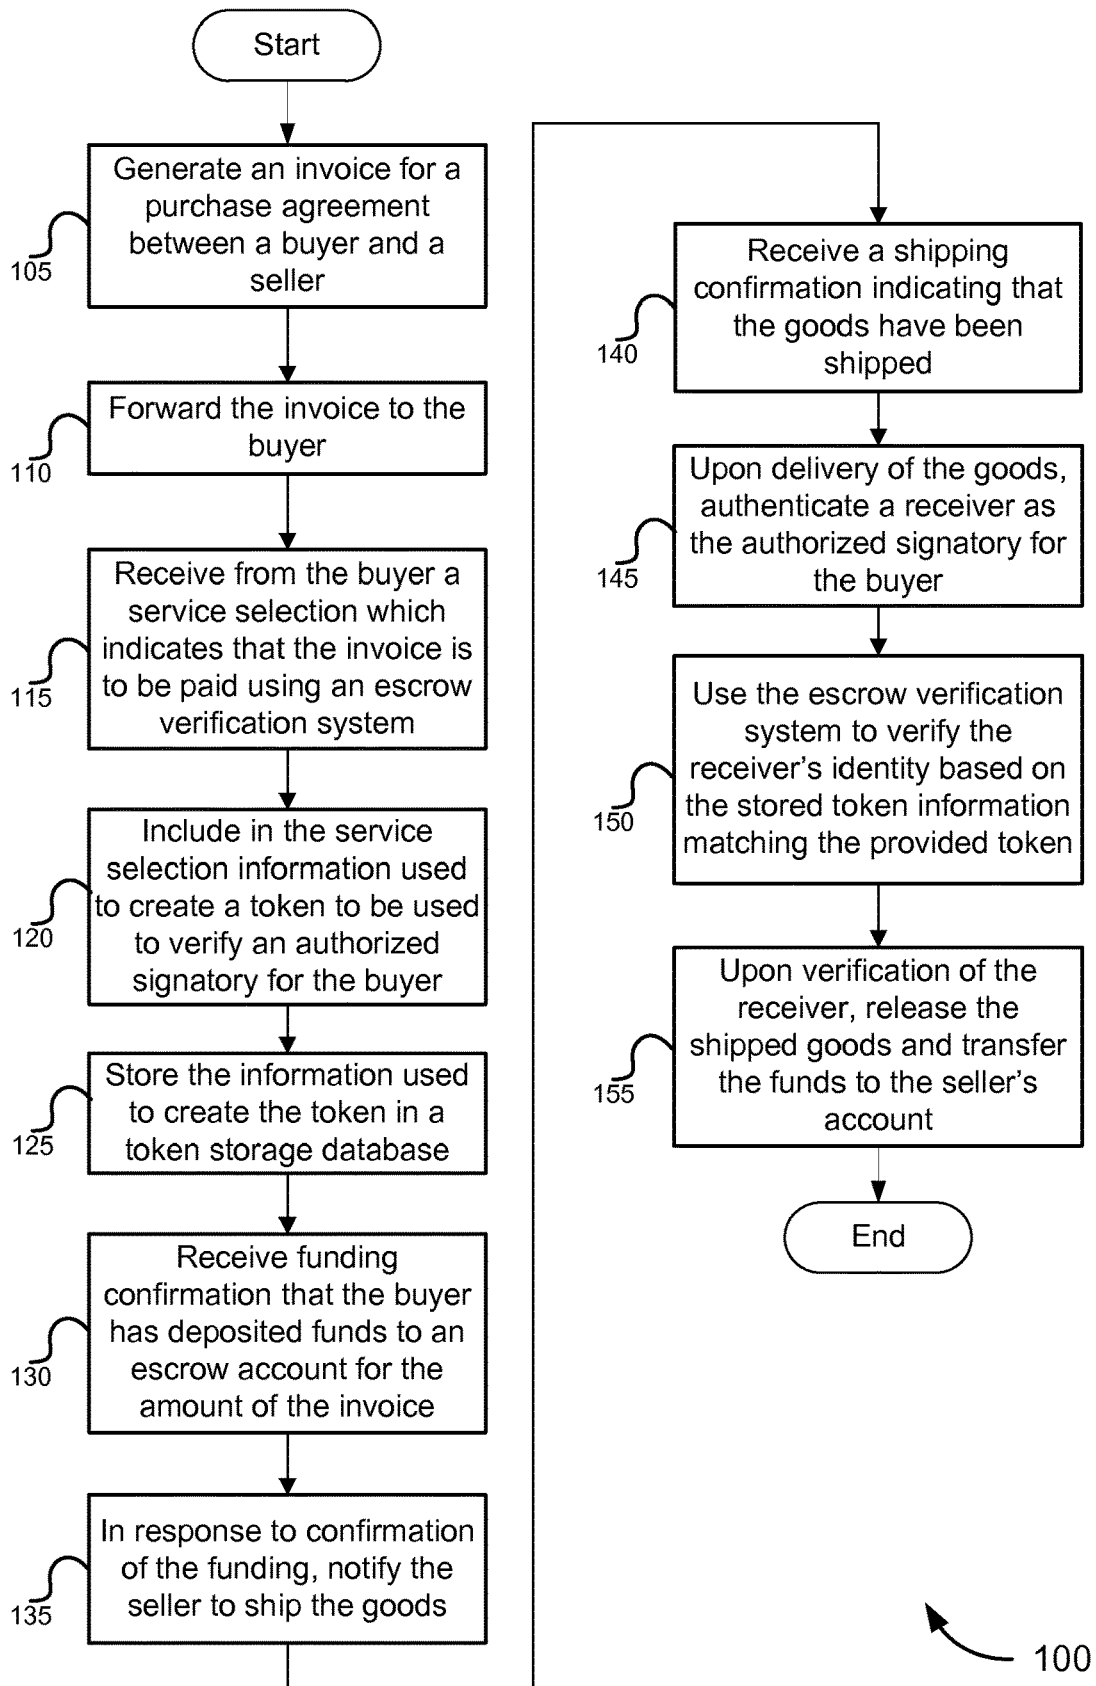 Start
Generate an invoice for a
purchase agreement
between a buyer and a
seller
105
Forward the invoice to the
buyer
110
Receive from the buyer a
service selection which
indicates that the invoice is
to be paid using an escrow
verification system
115
Include in the service
selection information used
to create a token to be used
to verify an authorized
signatory for the buyer
120
Store the information used
to create the token in a
token storage database
125
Receive funding
confirmation that the buyer
has deposited funds to an
escrow account for the
amount of the invoice
130
In response to confirmation
of the funding, notify the
seller to ship the goods
135
Receive a shipping
confirmation indicating that
the goods have been
shipped
140
Upon delivery of the goods,
authenticate a receiver as
the authorized signatory for
the buyer
145
Use the escrow verification
system to verify the
receiver’s identity based on
the stored token information
matching the provided token
150
Upon verification of the
receiver, release the
shipped goods and transfer
the funds to the seller’s
account
155
End
100